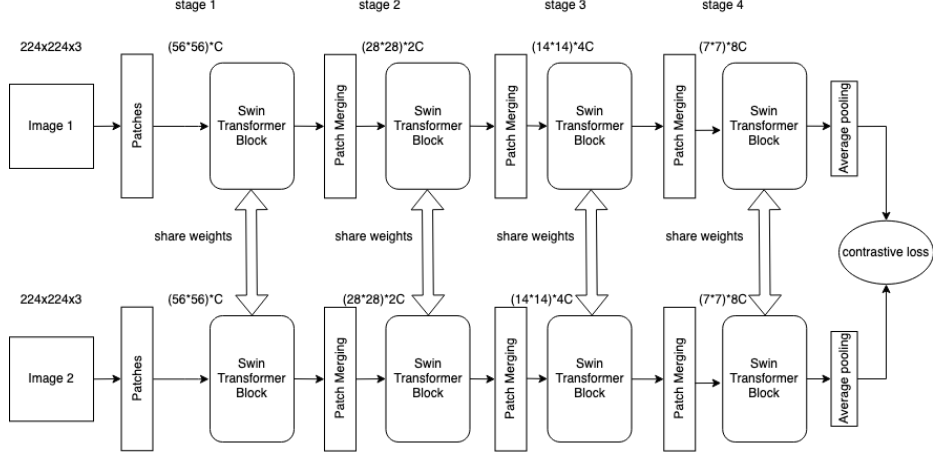 stage 1
stage 2
stage 3
stage 4
224x224x3
(56*56)*C
(28*28)*2C
(14*14)*4C
(7*7)*8C
Image 1
Patches
Swin
Transformer
Block
Patch Merging
Swin
Transformer
Block
Patch Merging
Swin
Transformer
Block
Patch Merging
Swin
Transformer
Block
Average pooling
share weights
share weights
share weights
share weights
contrastive loss
224x224x3
(56*56)*C
(28*28)*2C
(14*14)*4C
(7*7)*8C
Image 2
Patches
Swin
Transformer
Block
Patch Merging
Swin
Transformer
Block
Patch Merging
Swin
Transformer
Block
Patch Merging
Swin
Transformer
Block
Average pooling